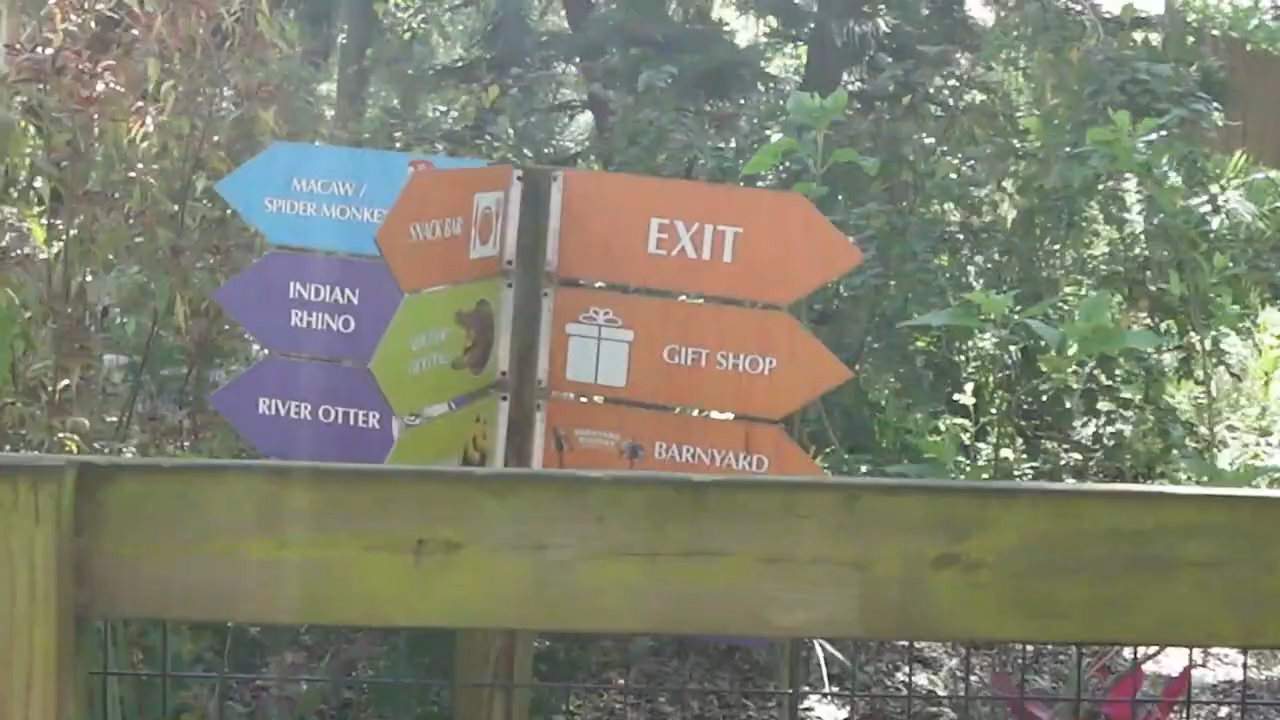 MACAW /
SPIDER MONKEY
INDIAN
RHINO
RIVER OTTER
SNACK BAR
EXIT
GIFT SHOP
BARNYARD